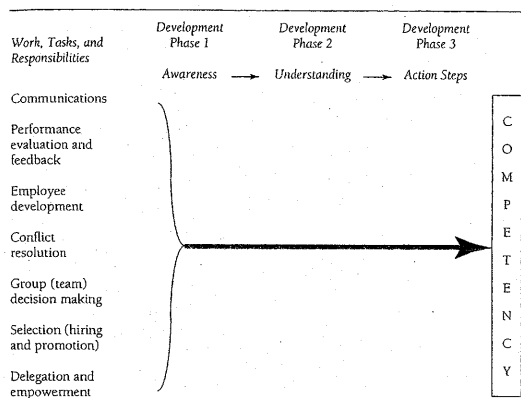 Work, Tasks, and
Responsibilities
Development
Phase 1
Development
Phase 2
Development
Phase 3
Awareness
Understanding
Action Steps
Communications
Performance
evaluation and
feedback
Employee
development
Conflict
resolution
Group (team)
decision making
Selection (hiring
and promotion)
Delegation and
empowerment
C
O
M
P
E
T
E
N
C
Y